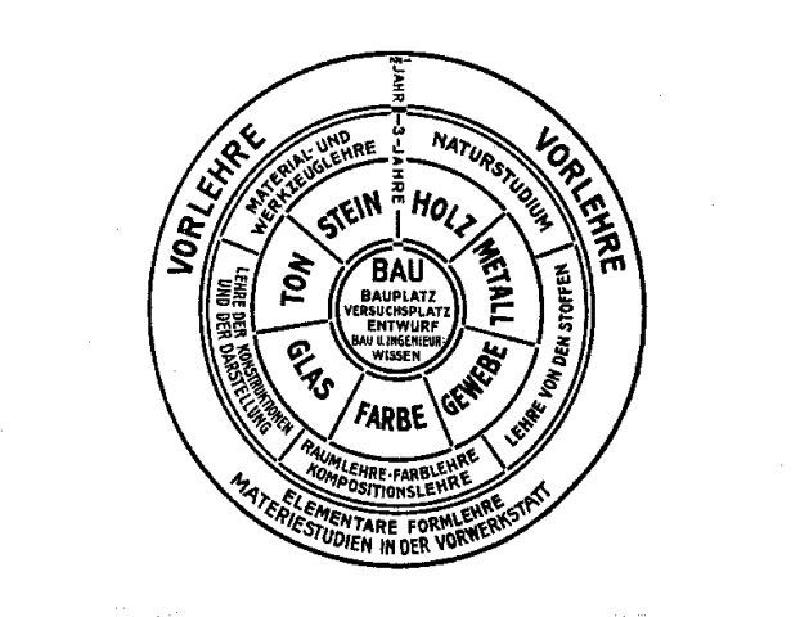 VORLEHRE
VORLEHRE
½ JAHR
3 JAHRE
MATERIAL- UND
WERKZEUGLEHRE
NATURSTUDIUM
LEHRE VON DEN STOFFEN
RAUMLEHRE·FARBLEHRE
KOMPOSITIONSLEHRE
LEHRE DER KONSTRUKTIONEN
UND DER DARSTELLUNG
STEIN
HOLZ
METALL
GEWEBE
FARBE
GLAS
TON
BAU
BAUPLATZ
VERSUCHSPLATZ
ENTWURF
BAU U.INGENIEUR-
WISSEN
ELEMENTARE FORMLEHRE
MATERIESTUDIEN IN DER VORWERKSTATT